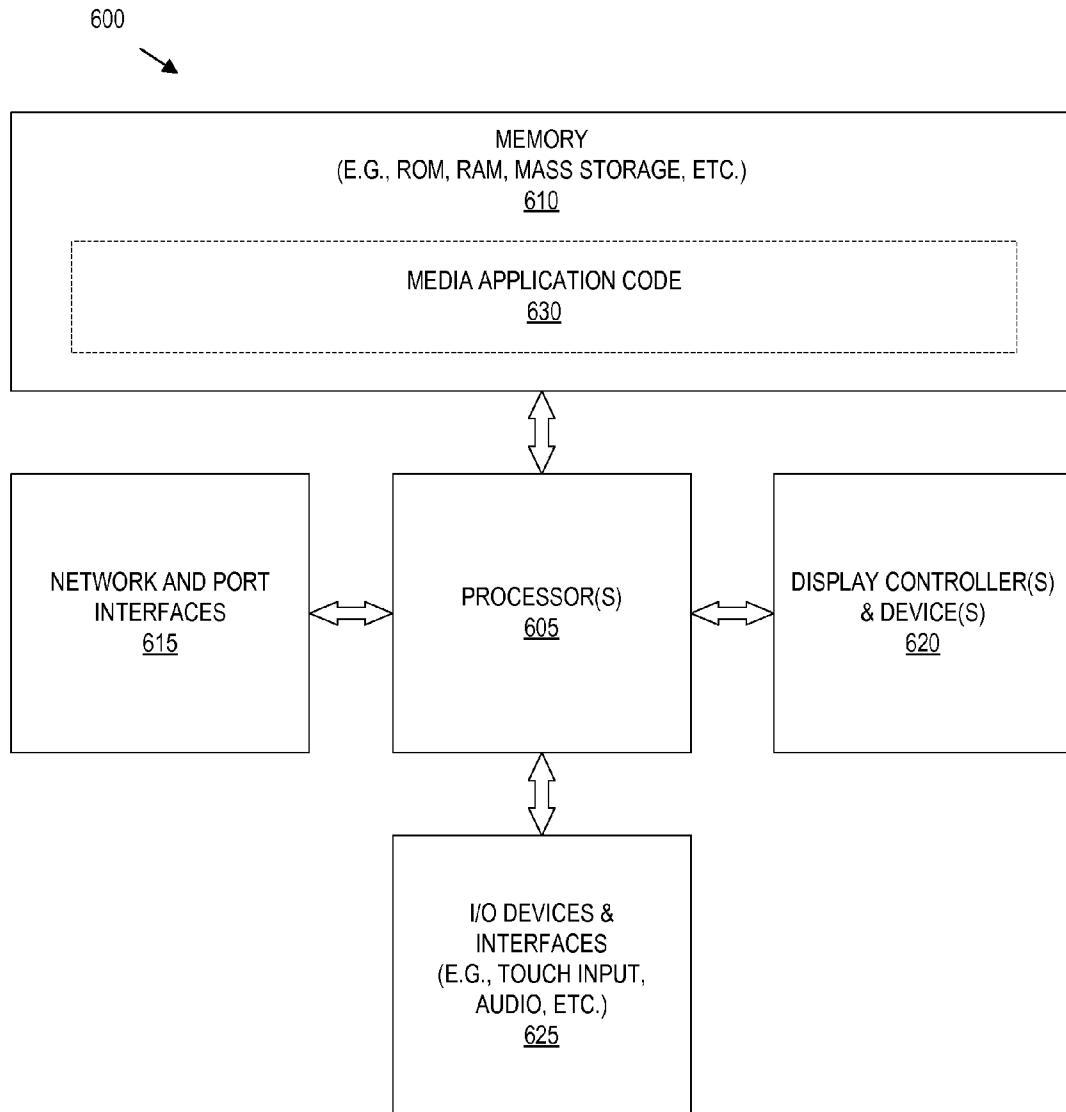 600
MEMORY
(E.G., ROM, RAM, MASS STORAGE, ETC.)
610
MEDIA APPLICATION CODE
630
NETWORK AND PORT
INTERFACES
615
PROCESSOR(S)
605
DISPLAY CONTROLLER(S)
& DEVICE(S)
620
I/O DEVICES &
INTERFACES
(E.G., TOUCH INPUT,
AUDIO, ETC.)
625